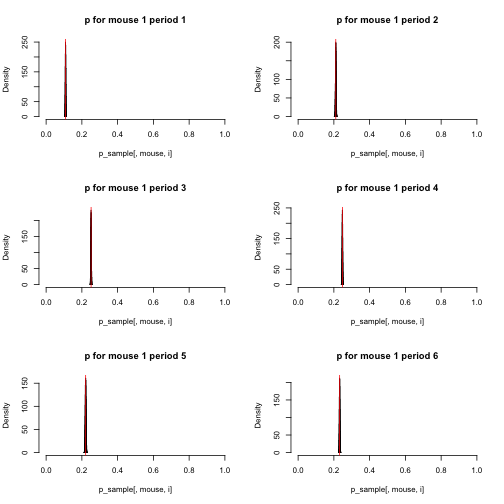 p for mouse 1 period 1
Density
0 50 150 250
0.0 0.2 0.4 0.6 0.8 1.0
p_sample[, mouse, i]
p for mouse 1 period 2
Density
0 50 100 200
0.0 0.2 0.4 0.6 0.8 1.0
p_sample[, mouse, i]
p for mouse 1 period 3
Density
0 50 150
0.0 0.2 0.4 0.6 0.8 1.0
p_sample[, mouse, i]
p for mouse 1 period 4
Density
0 50 150 250
0.0 0.2 0.4 0.6 0.8 1.0
p_sample[, mouse, i]
p for mouse 1 period 5
Density
0 50 100 150
0.0 0.2 0.4 0.6 0.8 1.0
p_sample[, mouse, i]
p for mouse 1 period 6
Density
0 50 150
0.0 0.2 0.4 0.6 0.8 1.0
p_sample[, mouse, i]